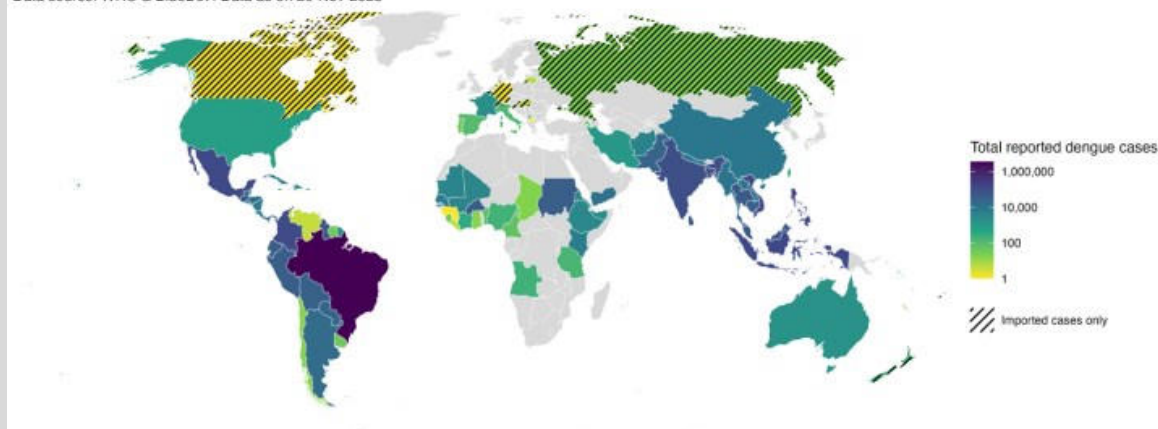 Total reported dengue cases
1,000,000
10,000
100
1
Imported cases only